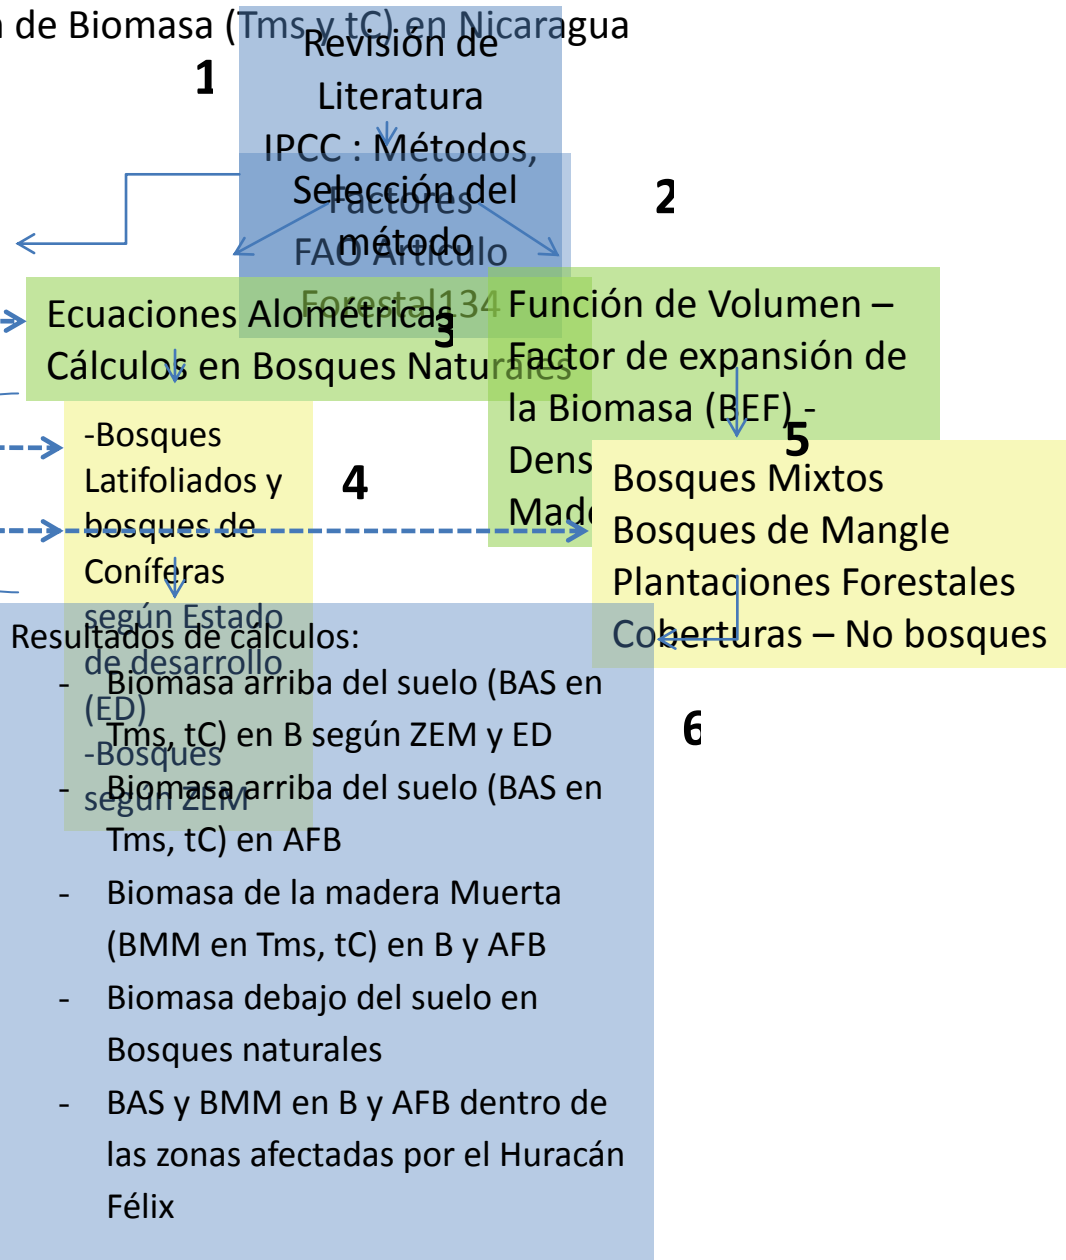 de Biomasa (Tms y tC) en Nicaragua
1
Revisión de
Literatura
IPCC : Métodos,
Factores
FAO Artículo
Forestal134
2
Selección del
método
3
Ecuaciones Alométricas
Cálculos en Bosques Naturales
Función de Volumen –
Factor de expansión de
la Biomasa (BEF) -
Dens
Made
4
-Bosques
Latifoliados y
bosques de
Coníferas
según Estado
de desarrollo
(ED)
-Bosques
según ZEM
5
Bosques Mixtos
Bosques de Mangle
Plantaciones Forestales
Coberturas – No bosques
6
Resultados de cálculos:
- Biomasa arriba del suelo (BAS en
Tms, tC) en B según ZEM y ED
- Biomasa arriba del suelo (BAS en
Tms, tC) en AFB
- Biomasa de la madera Muerta
(BMM en Tms, tC) en B y AFB
- Biomasa debajo del suelo en
Bosques naturales
- BAS y BMM en B y AFB dentro de
las zonas afectadas por el Huracán
Félix